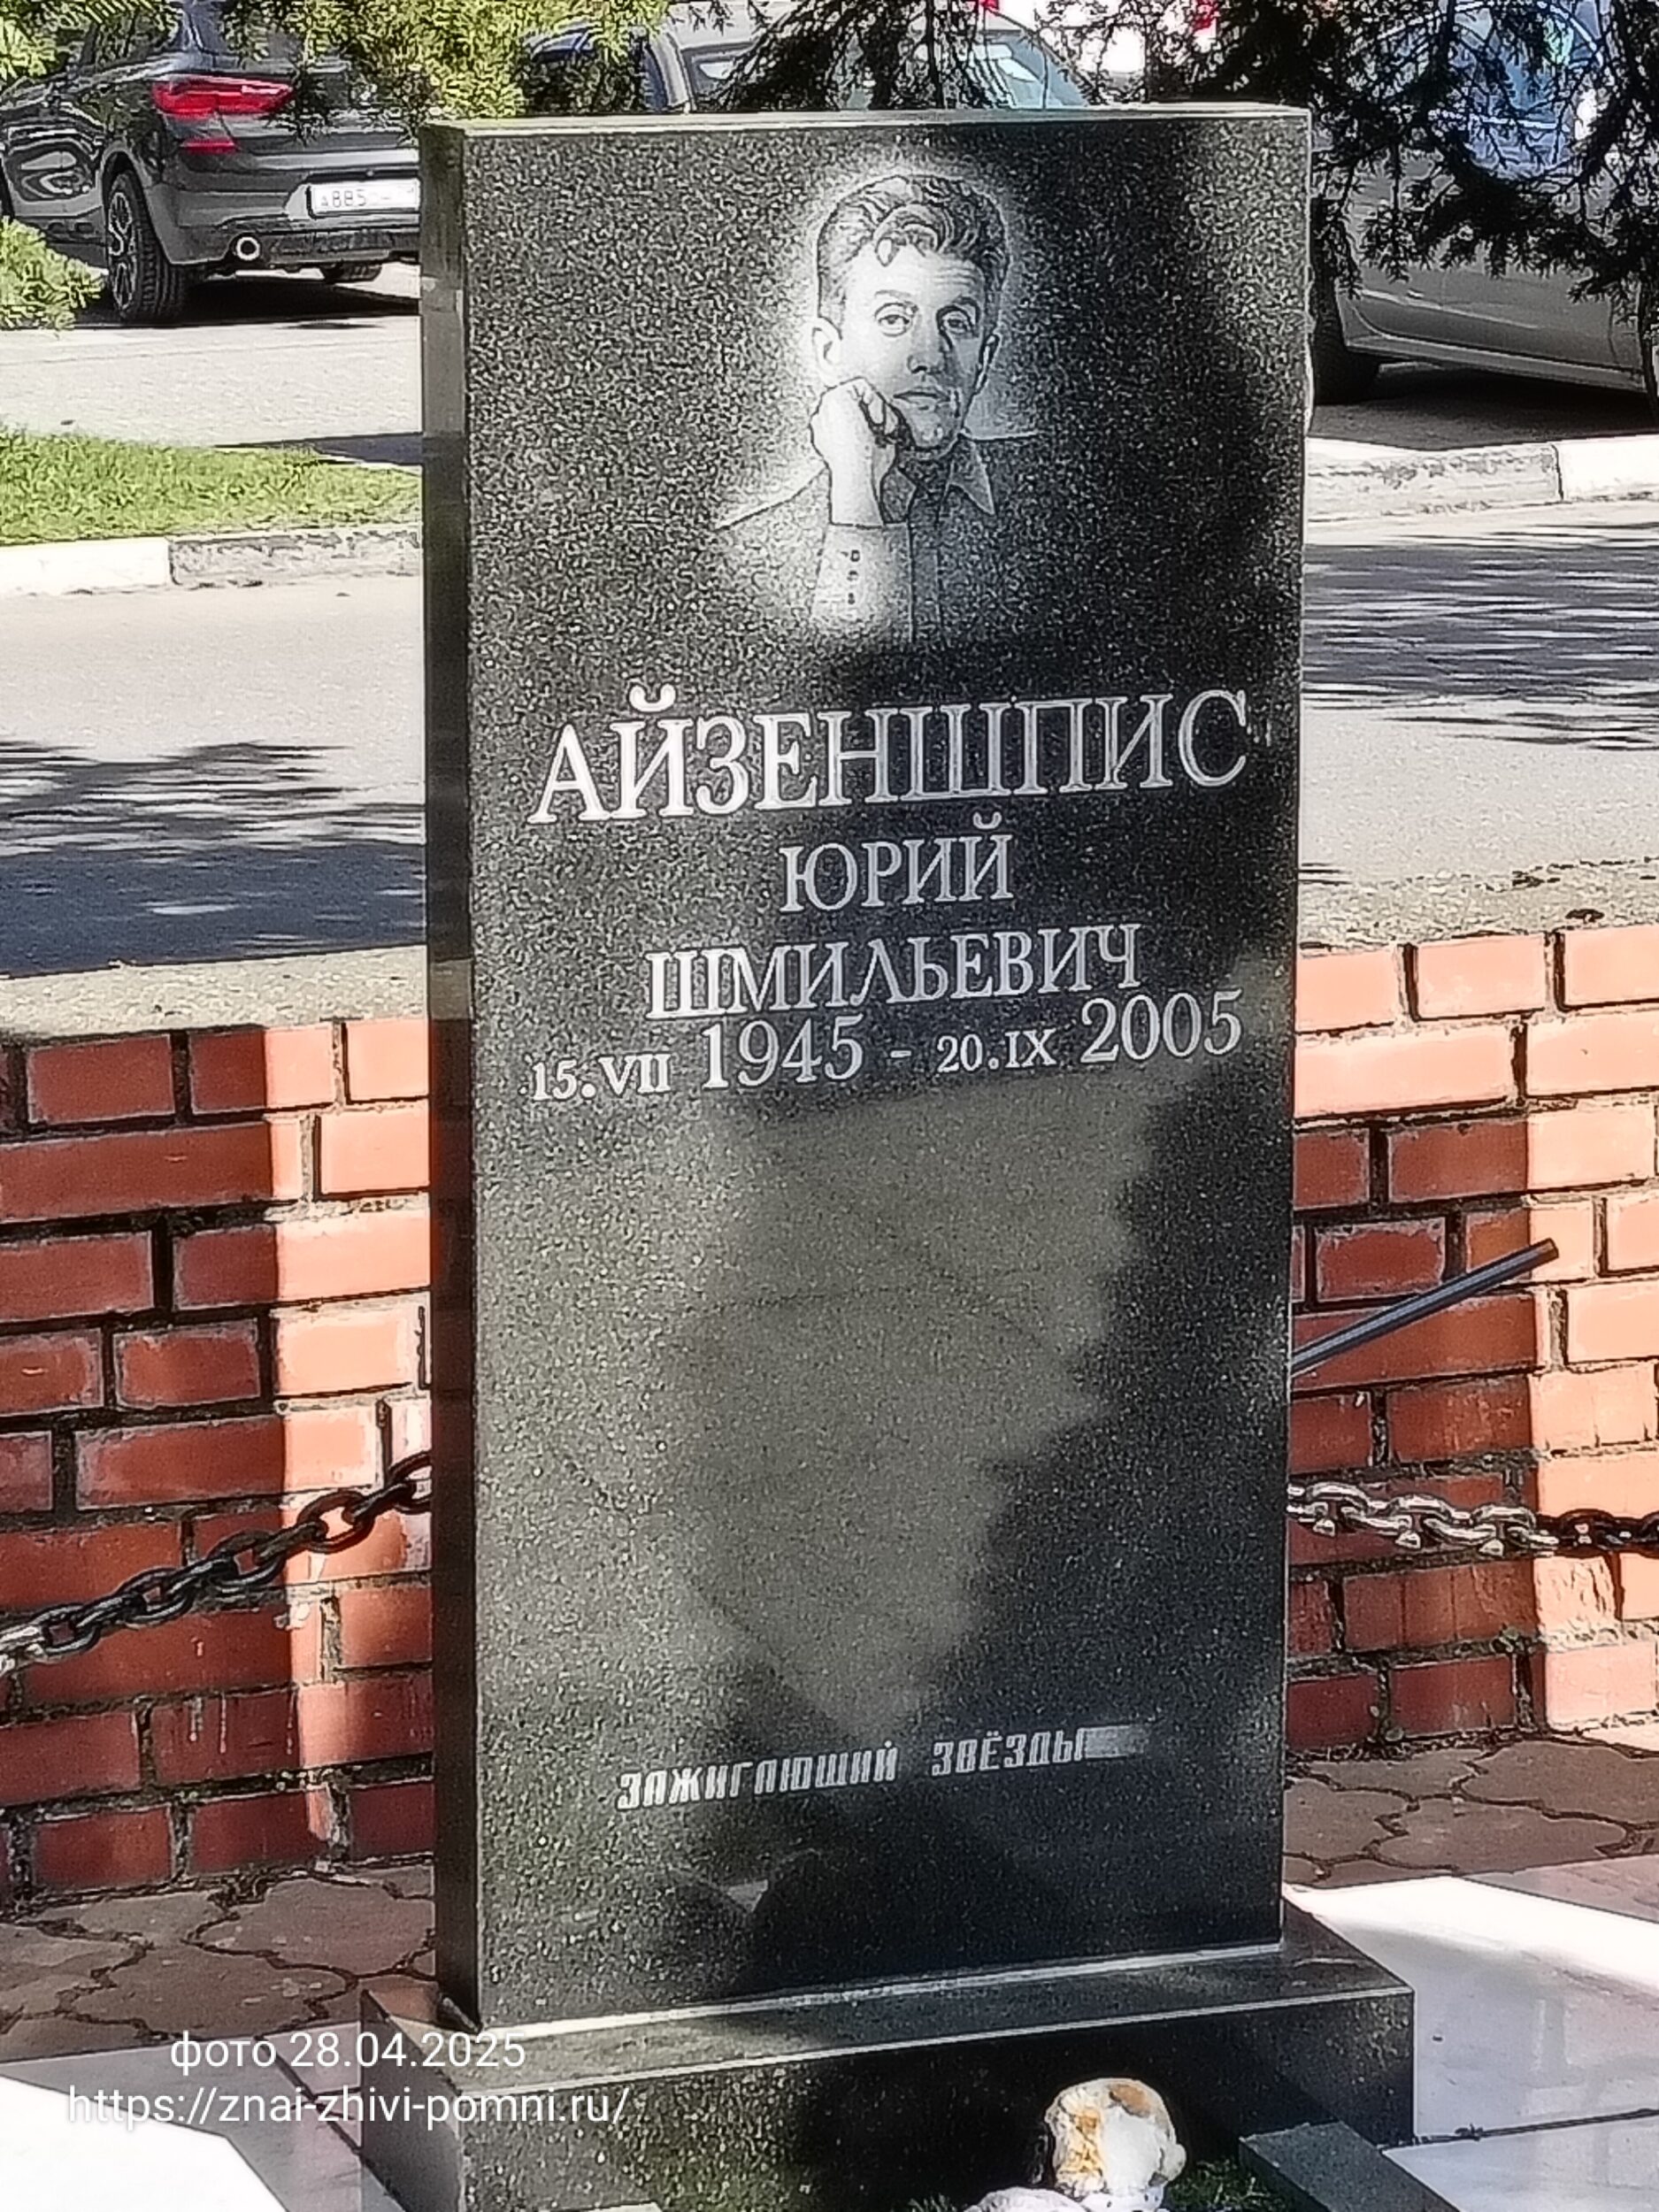 А885
АЙЗЕНШПИС
ЮРИЙ
ШМИЛЬЕВИЧ
15.VII 1945 - 20.IX 2005
ЗАЖИГАЮЩИЙ ЗВЁЗДЫ
фото 28.04.2025
https://znai-zhivi-pomni.ru/